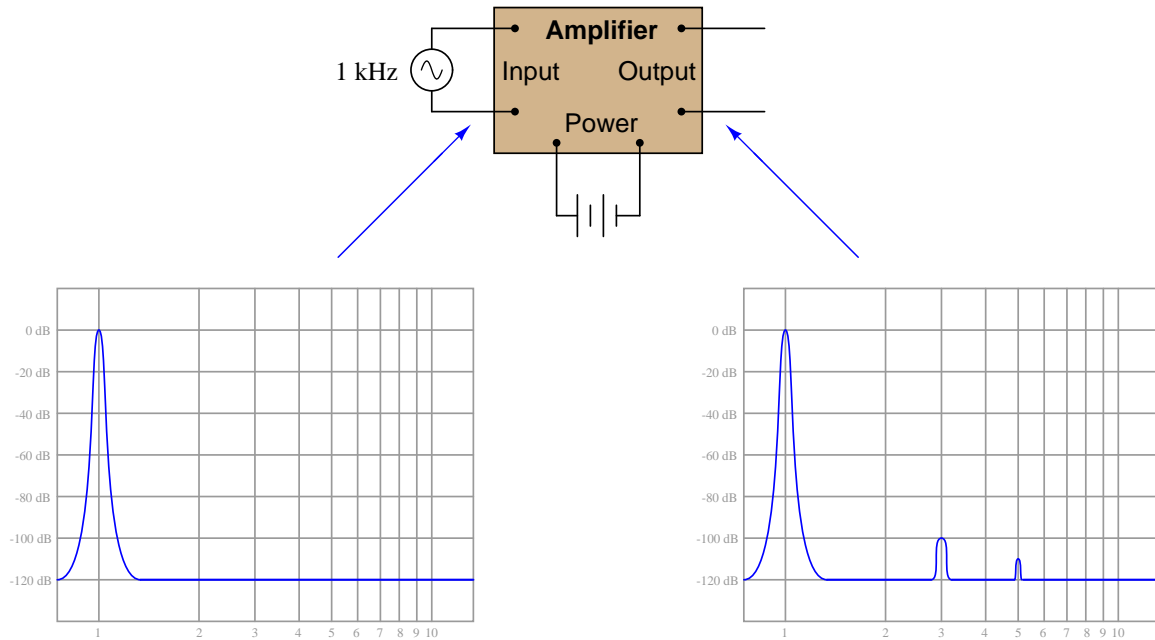 Amplifier
1 kHz
Input Output
Power
0 dB
-20 dB
-40 dB
-60 dB
-80 dB
-100 dB
-120 dB
1 2 3 4 5 6 7 8 9 10
0 dB
-20 dB
-40 dB
-60 dB
-80 dB
-100 dB
-120 dB
1 2 3 4 5 6 7 8 9 10